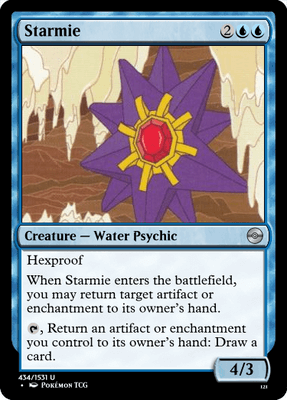 Starmie 2
Creature — Water Psychic
Hexproof
When Starmie enters the battlefield,
you may return target artifact or
enchantment to its owner's hand.
, Return an artifact or enchantment
you control to its owner's hand: Draw a
card.
4/3
434/1531 U
Pokémon TCG
121